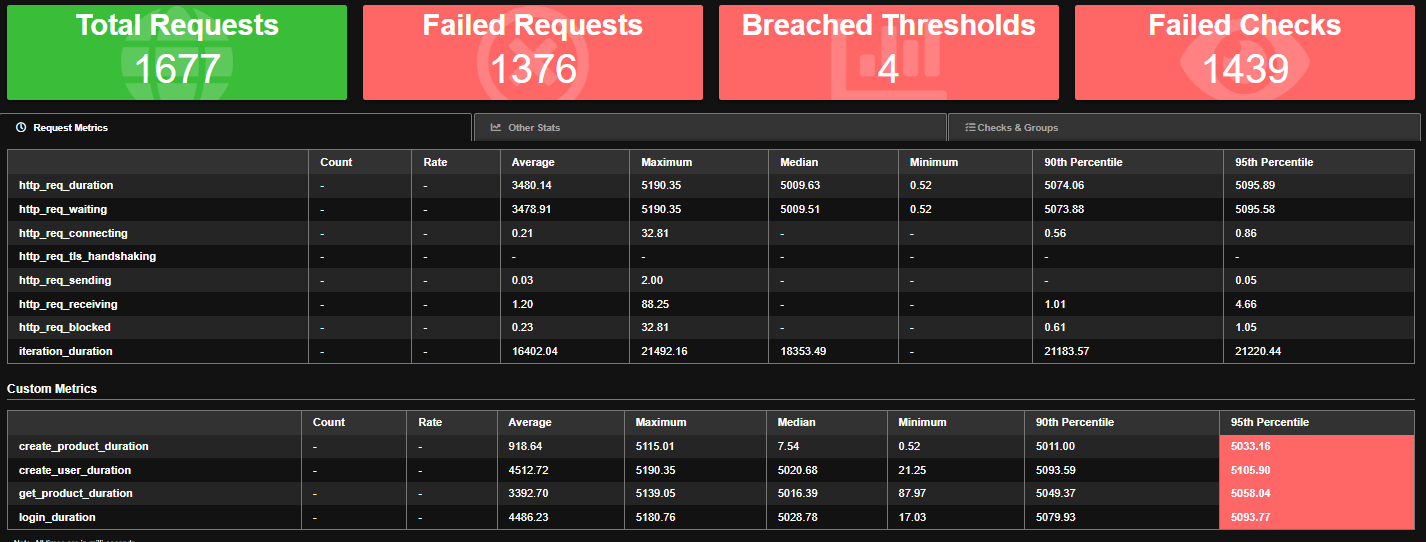 Total Requests Failed Requests Breached Thresholds Failed Checks
1677 1376 4 1439
Request Metrics Other Stats Checks & Groups
Count Rate Average Maximum Median Minimum 90th Percentile 95th Percentile
http_req_duration - - 3480.14 5190.35 5009.63 0.52 5074.06 5095.89
http_req_waiting - - 3478.91 5190.35 5009.51 0.52 5073.88 5095.58
http_req_connecting - - 0.21 32.81 - - 0.56 0.86
http_req_tls_handshaking - - - - - - - -
http_req_sending - - 0.03 2.00 - - - 0.05
http_req_receiving - - 1.20 88.25 - - 1.01 4.66
http_req_blocked - - 0.23 32.81 - - 0.61 1.05
iteration_duration - - 16402.04 21492.16 18353.49 - 21183.57 21220.44
Custom Metrics
Count Rate Average Maximum Median Minimum 90th Percentile 95th Percentile
create_product_duration - - 918.64 5115.01 7.54 0.52 5011.00 5033.16
create_user_duration - - 4512.72 5190.35 5020.68 21.25 5093.59 5105.90
get_product_duration - - 3392.70 5139.05 5016.39 87.97 5049.37 5058.04
login_duration - - 4486.23 5180.76 5028.78 17.03 5079.93 5093.77